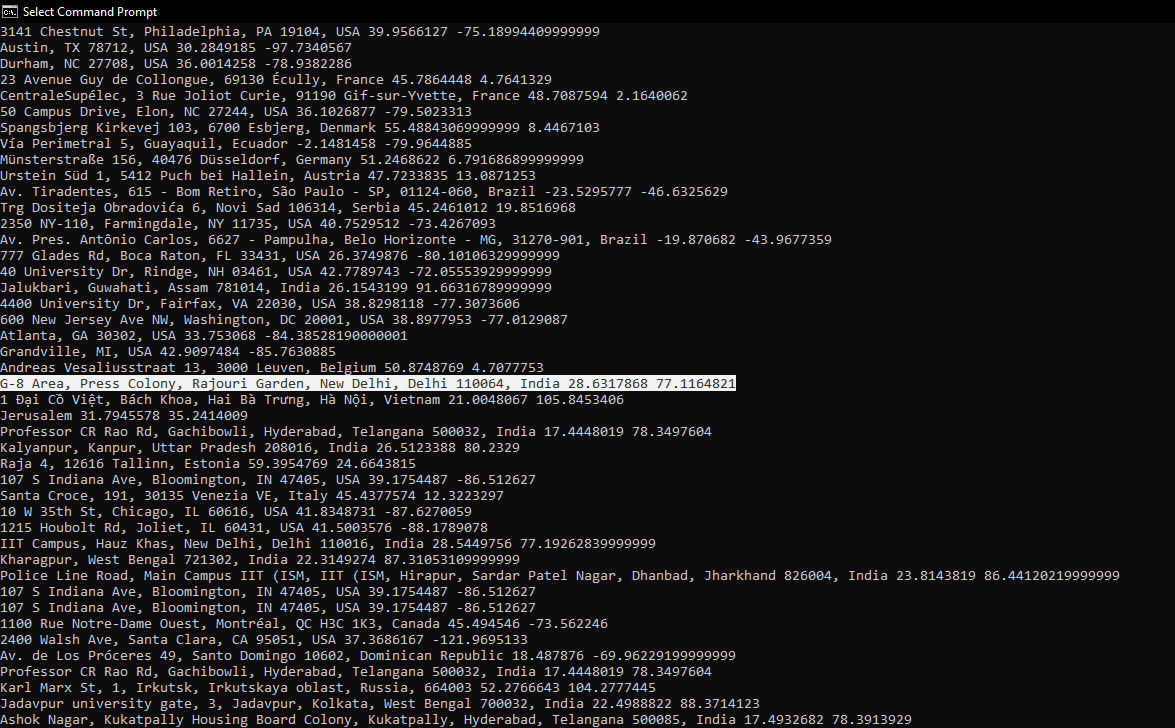 Select Command Prompt
3141 Chestnut St, Philadelphia, PA 19104, USA 39.9566127 -75.18994409999999
Austin, TX 78712, USA 30.2849185 -97.7340567
Durham, NC 27708, USA 36.0014258 -78.9382286
23 Avenue Guy de Collongue, 69130 Écully, France 45.7864448 4.7641329
CentraleSupélec, 3 Rue Joliot Curie, 91190 Gif-sur-Yvette, France 48.7087594 2.1640062
50 Campus Drive, Elon, NC 27244, USA 36.1026877 -79.5023313
Spangsbjerg Kirkevej 103, 6700 Esbjerg, Denmark 55.48843069999999 8.4467103
Vía Perimetral 5, Guayaquil, Ecuador -2.1481458 -79.9644885
Münsterstraße 156, 40476 Düsseldorf, Germany 51.2468622 6.791686899999999
Urstein Süd 1, 5412 Puch bei Hallein, Austria 47.7233835 13.0871253
Av. Tiradentes, 615 - Bom Retiro, São Paulo - SP, 01124-060, Brazil -23.5295777 -46.6325629
Trg Dositeja Obradovića 6, Novi Sad 106314, Serbia 45.2461012 19.8516968
2350 NY-110, Farmingdale, NY 11735, USA 40.7529512 -73.4267093
Av. Pres. Antônio Carlos, 6627 - Pampulha, Belo Horizonte - MG, 31270-901, Brazil -19.870682 -43.9677359
777 Glades Rd, Boca Raton, FL 33431, USA 26.3749876 -80.10106329999999
40 University Dr, Rindge, NH 03461, USA 42.7789743 -72.05553929999999
Jalukbari, Guwahati, Assam 781014, India 26.1543199 91.66316789999999
4400 University Dr, Fairfax, VA 22030, USA 38.8298118 -77.3073606
600 New Jersey Ave NW, Washington, DC 20001, USA 38.8977953 -77.0129087
Atlanta, GA 30302, USA 33.753068 -84.38528190000001
Grandville, MI, USA 42.9097484 -85.7630885
Andreas Vesaliusstraat 13, 3000 Leuven, Belgium 50.8748769 4.7077753
G-8 Area, Press Colony, Rajouri Garden, New Delhi, Delhi 110064, India 28.6317868 77.1164821
1 Đại Cồ Việt, Bách Khoa, Hai Bà Trưng, Hà Nội, Vietnam 21.0048067 105.8453406
Jerusalem 31.7945578 35.2414009
Professor CR Rao Rd, Gachibowli, Hyderabad, Telangana 500032, India 17.4448019 78.3497604
Kalyanpur, Kanpur, Uttar Pradesh 208016, India 26.5123388 80.2329
Raja 4, 12616 Tallinn, Estonia 59.3954769 24.6643815
107 S Indiana Ave, Bloomington, IN 47405, USA 39.1754487 -86.512627
Santa Croce, 191, 30135 Venezia VE, Italy 45.4377574 12.3223297
10 W 35th St, Chicago, IL 60616, USA 41.8348731 -87.6270059
1215 Houbolt Rd, Joliet, IL 60431, USA 41.5003576 -88.1789078
IIT Campus, Hauz Khas, New Delhi, Delhi 110016, India 28.5449756 77.19262839999999
Kharagpur, West Bengal 721302, India 22.3149274 87.31053109999999
Police Line Road, Main Campus IIT (ISM, IIT (ISM, Hirapur, Sardar Patel Nagar, Dhanbad, Jharkhand 826004, India 23.8143819 86.44120219999999
107 S Indiana Ave, Bloomington, IN 47405, USA 39.1754487 -86.512627
107 S Indiana Ave, Bloomington, IN 47405, USA 39.1754487 -86.512627
1100 Rue Notre-Dame Ouest, Montréal, QC H3C 1K3, Canada 45.494546 -73.562246
2400 Walsh Ave, Santa Clara, CA 95051, USA 37.3686167 -121.9695133
Av. de Los Próceres 49, Santo Domingo 10602, Dominican Republic 18.487876 -69.96229199999999
Professor CR Rao Rd, Gachibowli, Hyderabad, Telangana 500032, India 17.4448019 78.3497604
Karl Marx St, 1, Irkutsk, Irkutskaya oblast, Russia, 664003 52.2766643 104.2777445
Jadavpur university gate, 3, Jadavpur, Kolkata, West Bengal 700032, India 22.4988822 88.3714123
Ashok Nagar, Kukatpally Housing Board Colony, Kukatpally, Hyderabad, Telangana 500085, India 17.4932682 78.3913929